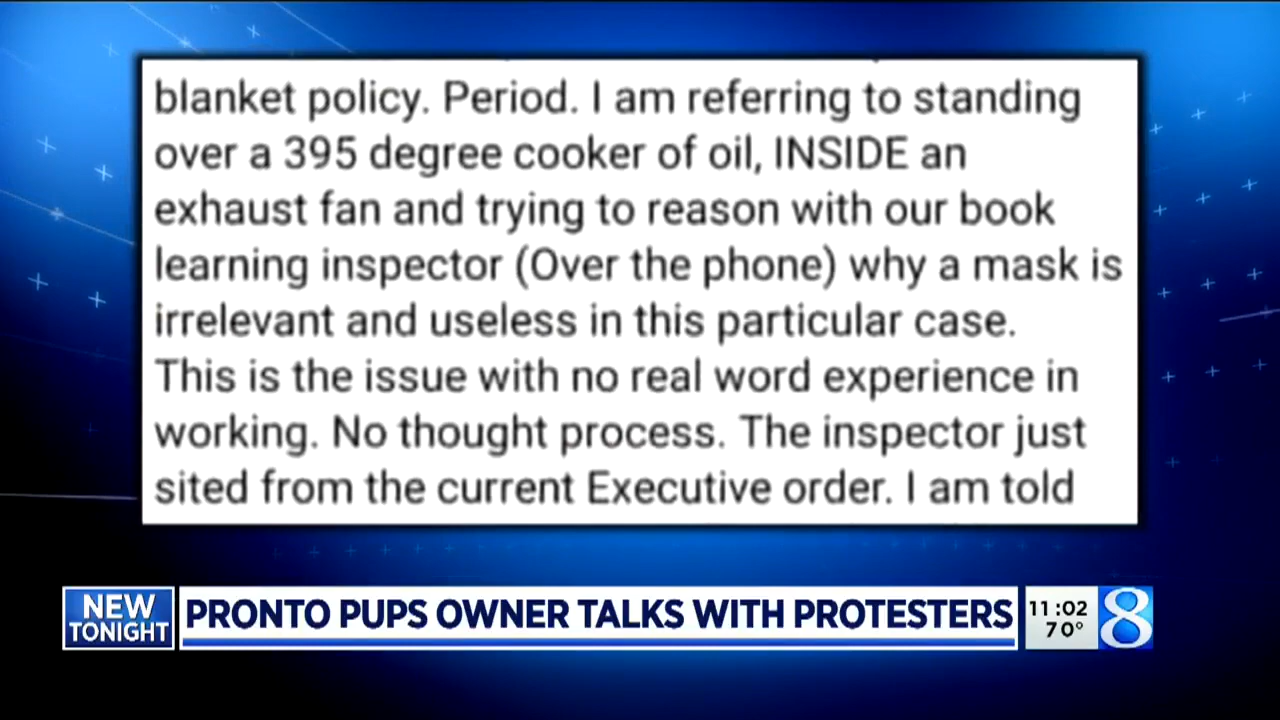 blanket policy. Period. I am referring to standing
over a 395 degree cooker of oil, INSIDE an
exhaust fan and trying to reason with our book
learning inspector (Over the phone) why a mask is
irrelevant and useless in this particular case.
This is the issue with no real word experience in
working. No thought process. The inspector just
sited from the current Executive order. I am told
NEW
TONIGHT
PRONTO PUPS OWNER TALKS WITH PROTESTERS
11:02
70°
8